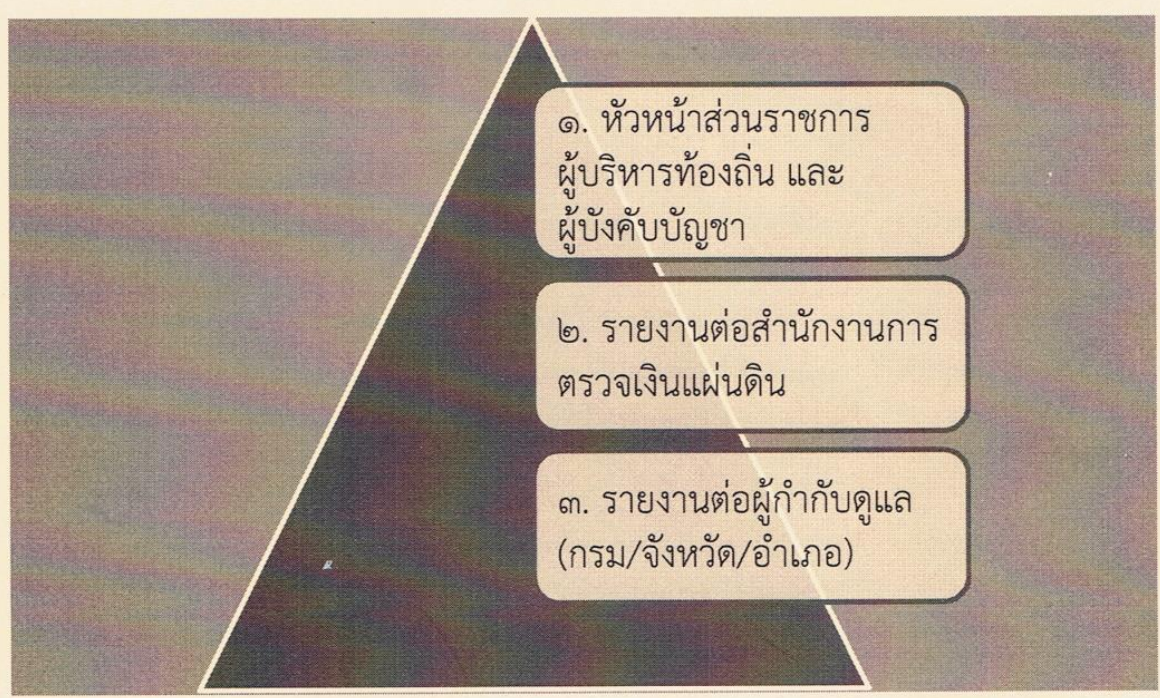 ๑. หัวหน้าส่วนราชการ
ผู้บริหารท้องถิ่น และ
ผู้บังคับบัญชา
๒. รายงานต่อสำนักงานการ
ตรวจเงินแผ่นดิน
๓. รายงานต่อผู้กำกับดูแล
(กรม/จังหวัด/อำเภอ)